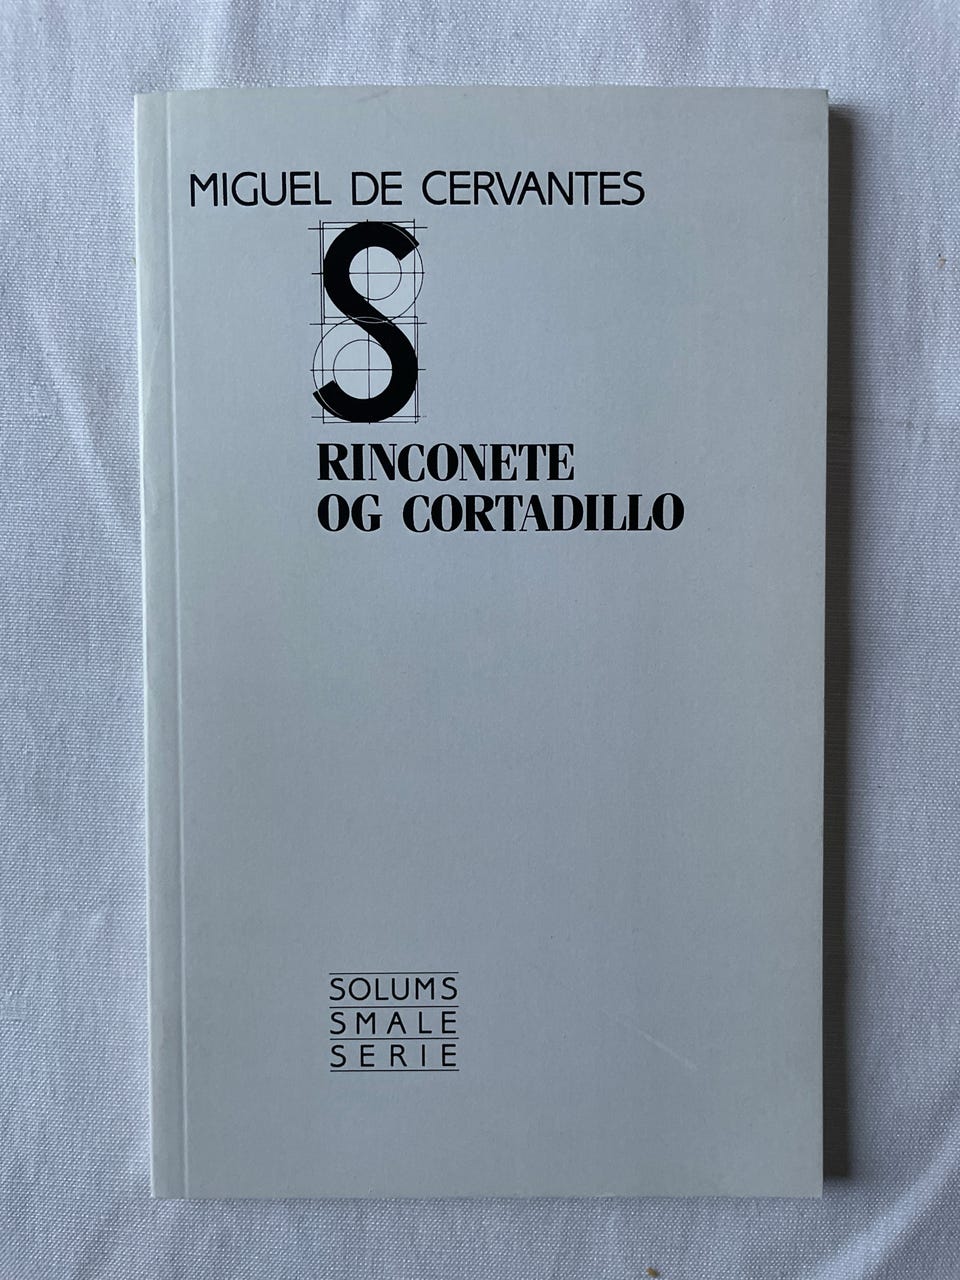 MIGUEL DE CERVANTES
S
RINCONETE
OG CORTADILLO
SOLUMS
SMALE
SERIE